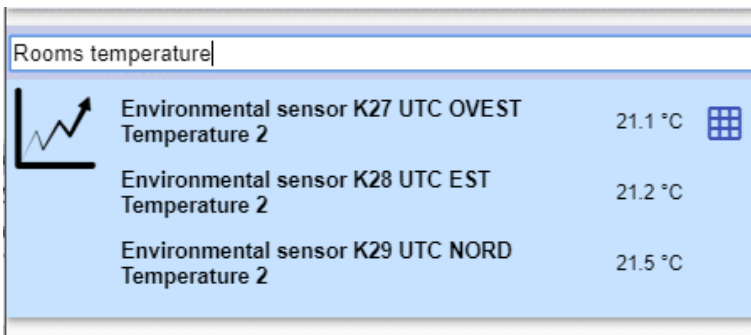 Rooms temperature
Environmental sensor K27 UTC OVEST
Temperature 2
21.1 °C
Environmental sensor K28 UTC EST
Temperature 2
21.2 °C
Environmental sensor K29 UTC NORD
Temperature 2
21.5 °C